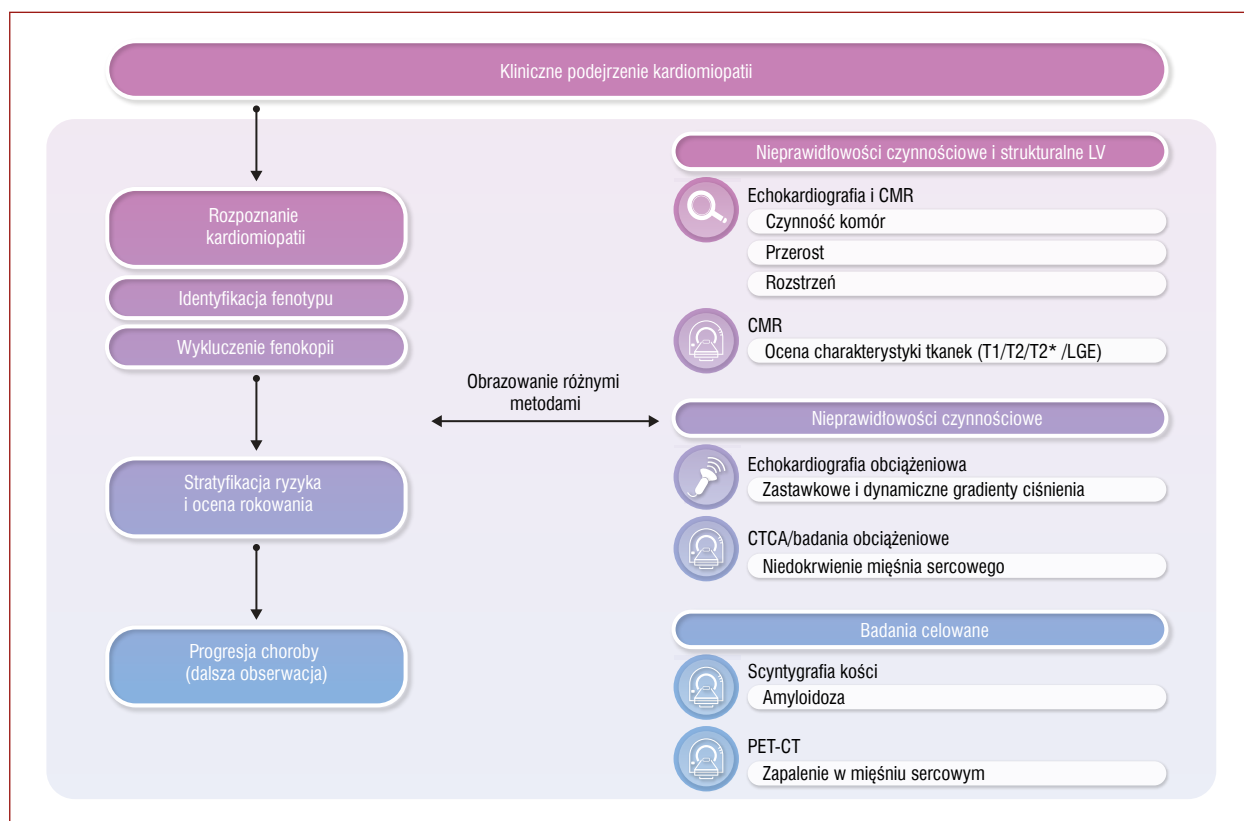 Kliniczne podejrzenie kardiomiopatii
Rozpoznanie
kardiomiopatii
Identyfikacja fenotypu
Wykluczenie fenokopii
Stratyfikacja ryzyka
i ocena rokowania
Progresja choroby
(dalsza obserwacja)
Obrazowanie różnymi
metodami
Nieprawidłowości czynnościowe i strukturalne LV
Echokardiografia i CMR
Czynność komór
Przerost
Rozstrzeń
CMR
Ocena charakterystyki tkanek (T1/T2/T2* /LGE)
Nieprawidłowości czynnościowe
Echokardiografia obciążeniowa
Zastawkowe i dynamiczne gradienty ciśnienia
CTCA/badania obciążeniowe
Niedokrwienie mięśnia sercowego
Badania celowane
Scyntygrafia kości
Amyloidoza
PET-CT
Zapalenie w mięśniu sercowym